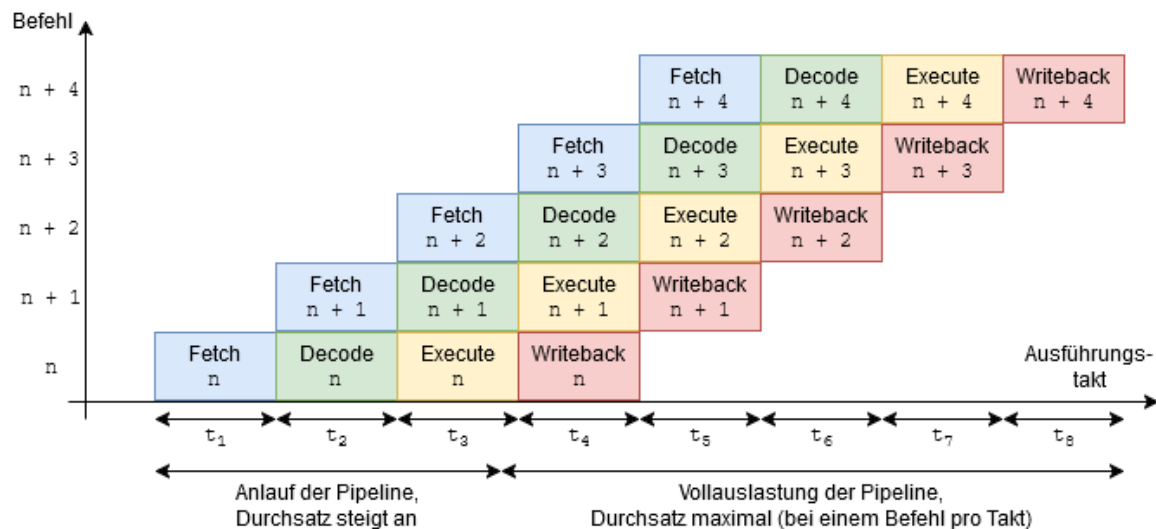 Befehl
n + 4
Fetch
n + 4
Decode
n + 4
Execute
n + 4
Writeback
n + 4
n + 3
Fetch
n + 3
Decode
n + 3
Execute
n + 3
Writeback
n + 3
n + 2
Fetch
n + 2
Decode
n + 2
Execute
n + 2
Writeback
n + 2
n + 1
Fetch
n + 1
Decode
n + 1
Execute
n + 1
Writeback
n + 1
n
Fetch
n
Decode
n
Execute
n
Writeback
n
Ausführungs-
takt
t₁ t₂ t₃ t₄ t₅ t₆ t₇ t₈
Anlauf der Pipeline,
Durchsatz steigt an
Vollauslastung der Pipeline,
Durchsatz maximal (bei einem Befehl pro Takt)